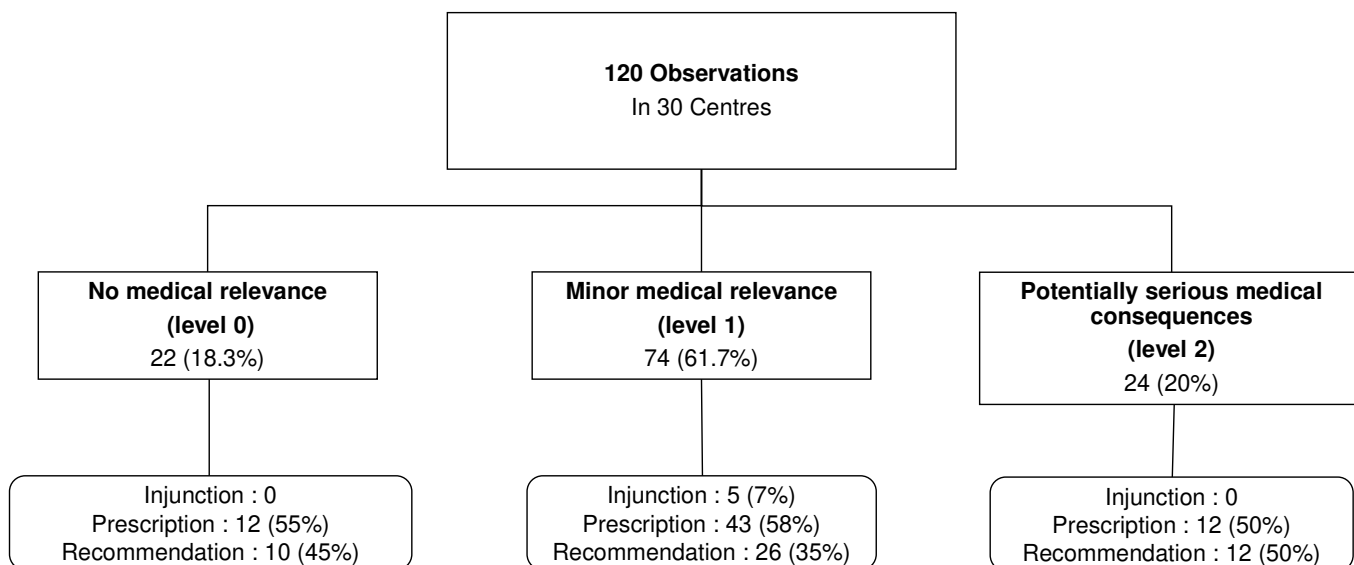 120 Observations
In 30 Centres
No medical relevance
(level 0)
22 (18.3%)
Minor medical relevance
(level 1)
74 (61.7%)
Potentially serious medical
consequences
(level 2)
24 (20%)
Injunction : 0
Prescription : 12 (55%)
Recommendation : 10 (45%)
Injunction : 5 (7%)
Prescription : 43 (58%)
Recommendation : 26 (35%)
Injunction : 0
Prescription : 12 (50%)
Recommendation : 12 (50%)